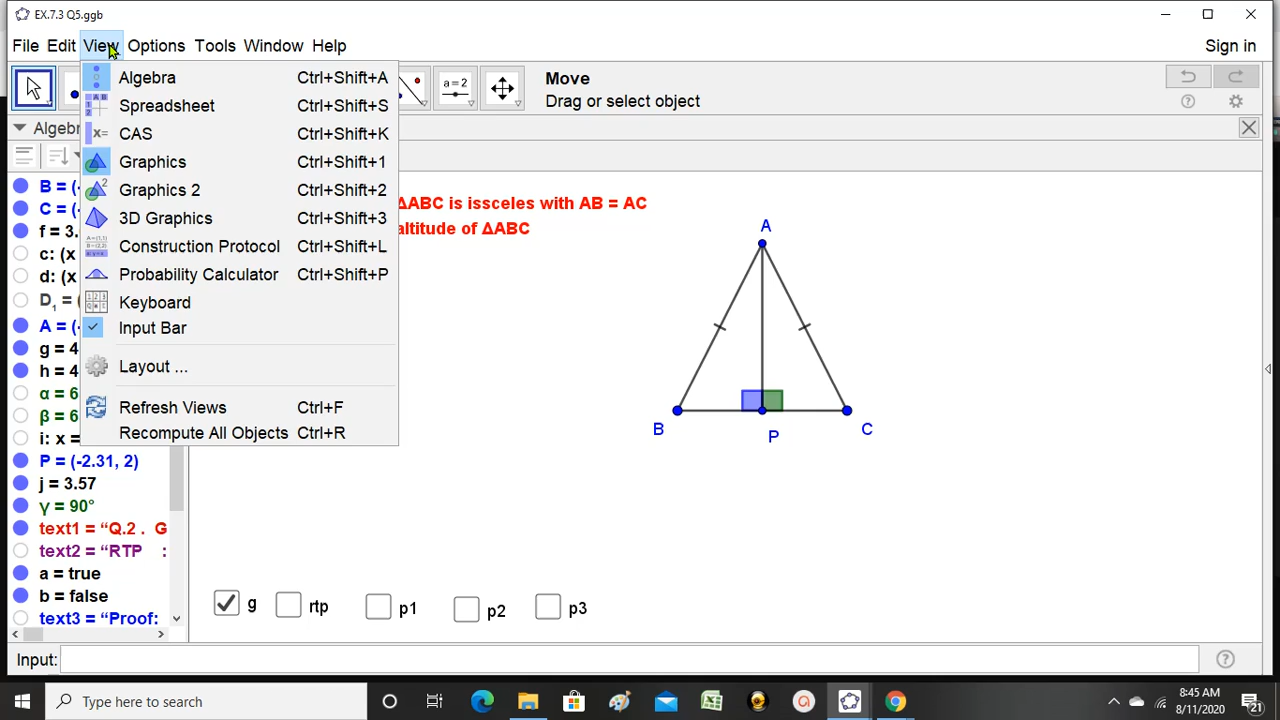 EX.7.3 Q5.ggb
File Edit View Options Tools Window Help
Sign in
a=2
Move
Drag or select object
Algebra Ctrl+Shift+A
Spreadsheet Ctrl+Shift+S
x= CAS Ctrl+Shift+K
Graphics Ctrl+Shift+1
Graphics 2 Ctrl+Shift+2
3D Graphics Ctrl+Shift+3
Construction Protocol Ctrl+Shift+L
Probability Calculator Ctrl+Shift+P
Keyboard
Input Bar
Layout ...
Refresh Views Ctrl+F
Recompute All Objects Ctrl+R
Algeb
B = (-
C = (-
f = 3.
c: (x
d: (x
D1 = (
A = (-
g = 4
h = 4
α = 6
β = 6
i: x =
P = (-2.31, 2)
j = 3.57
γ = 90°
text1 = “Q.2 . G
text2 = “RTP :
a = true
b = false
text3 = “Proof:
ΔABC is issceles with AB = AC
altitude of ΔABC
A
B
P
C
g
rtp
p1
p2
p3
Input:
Type here to search
8:45 AM
8/11/2020
21